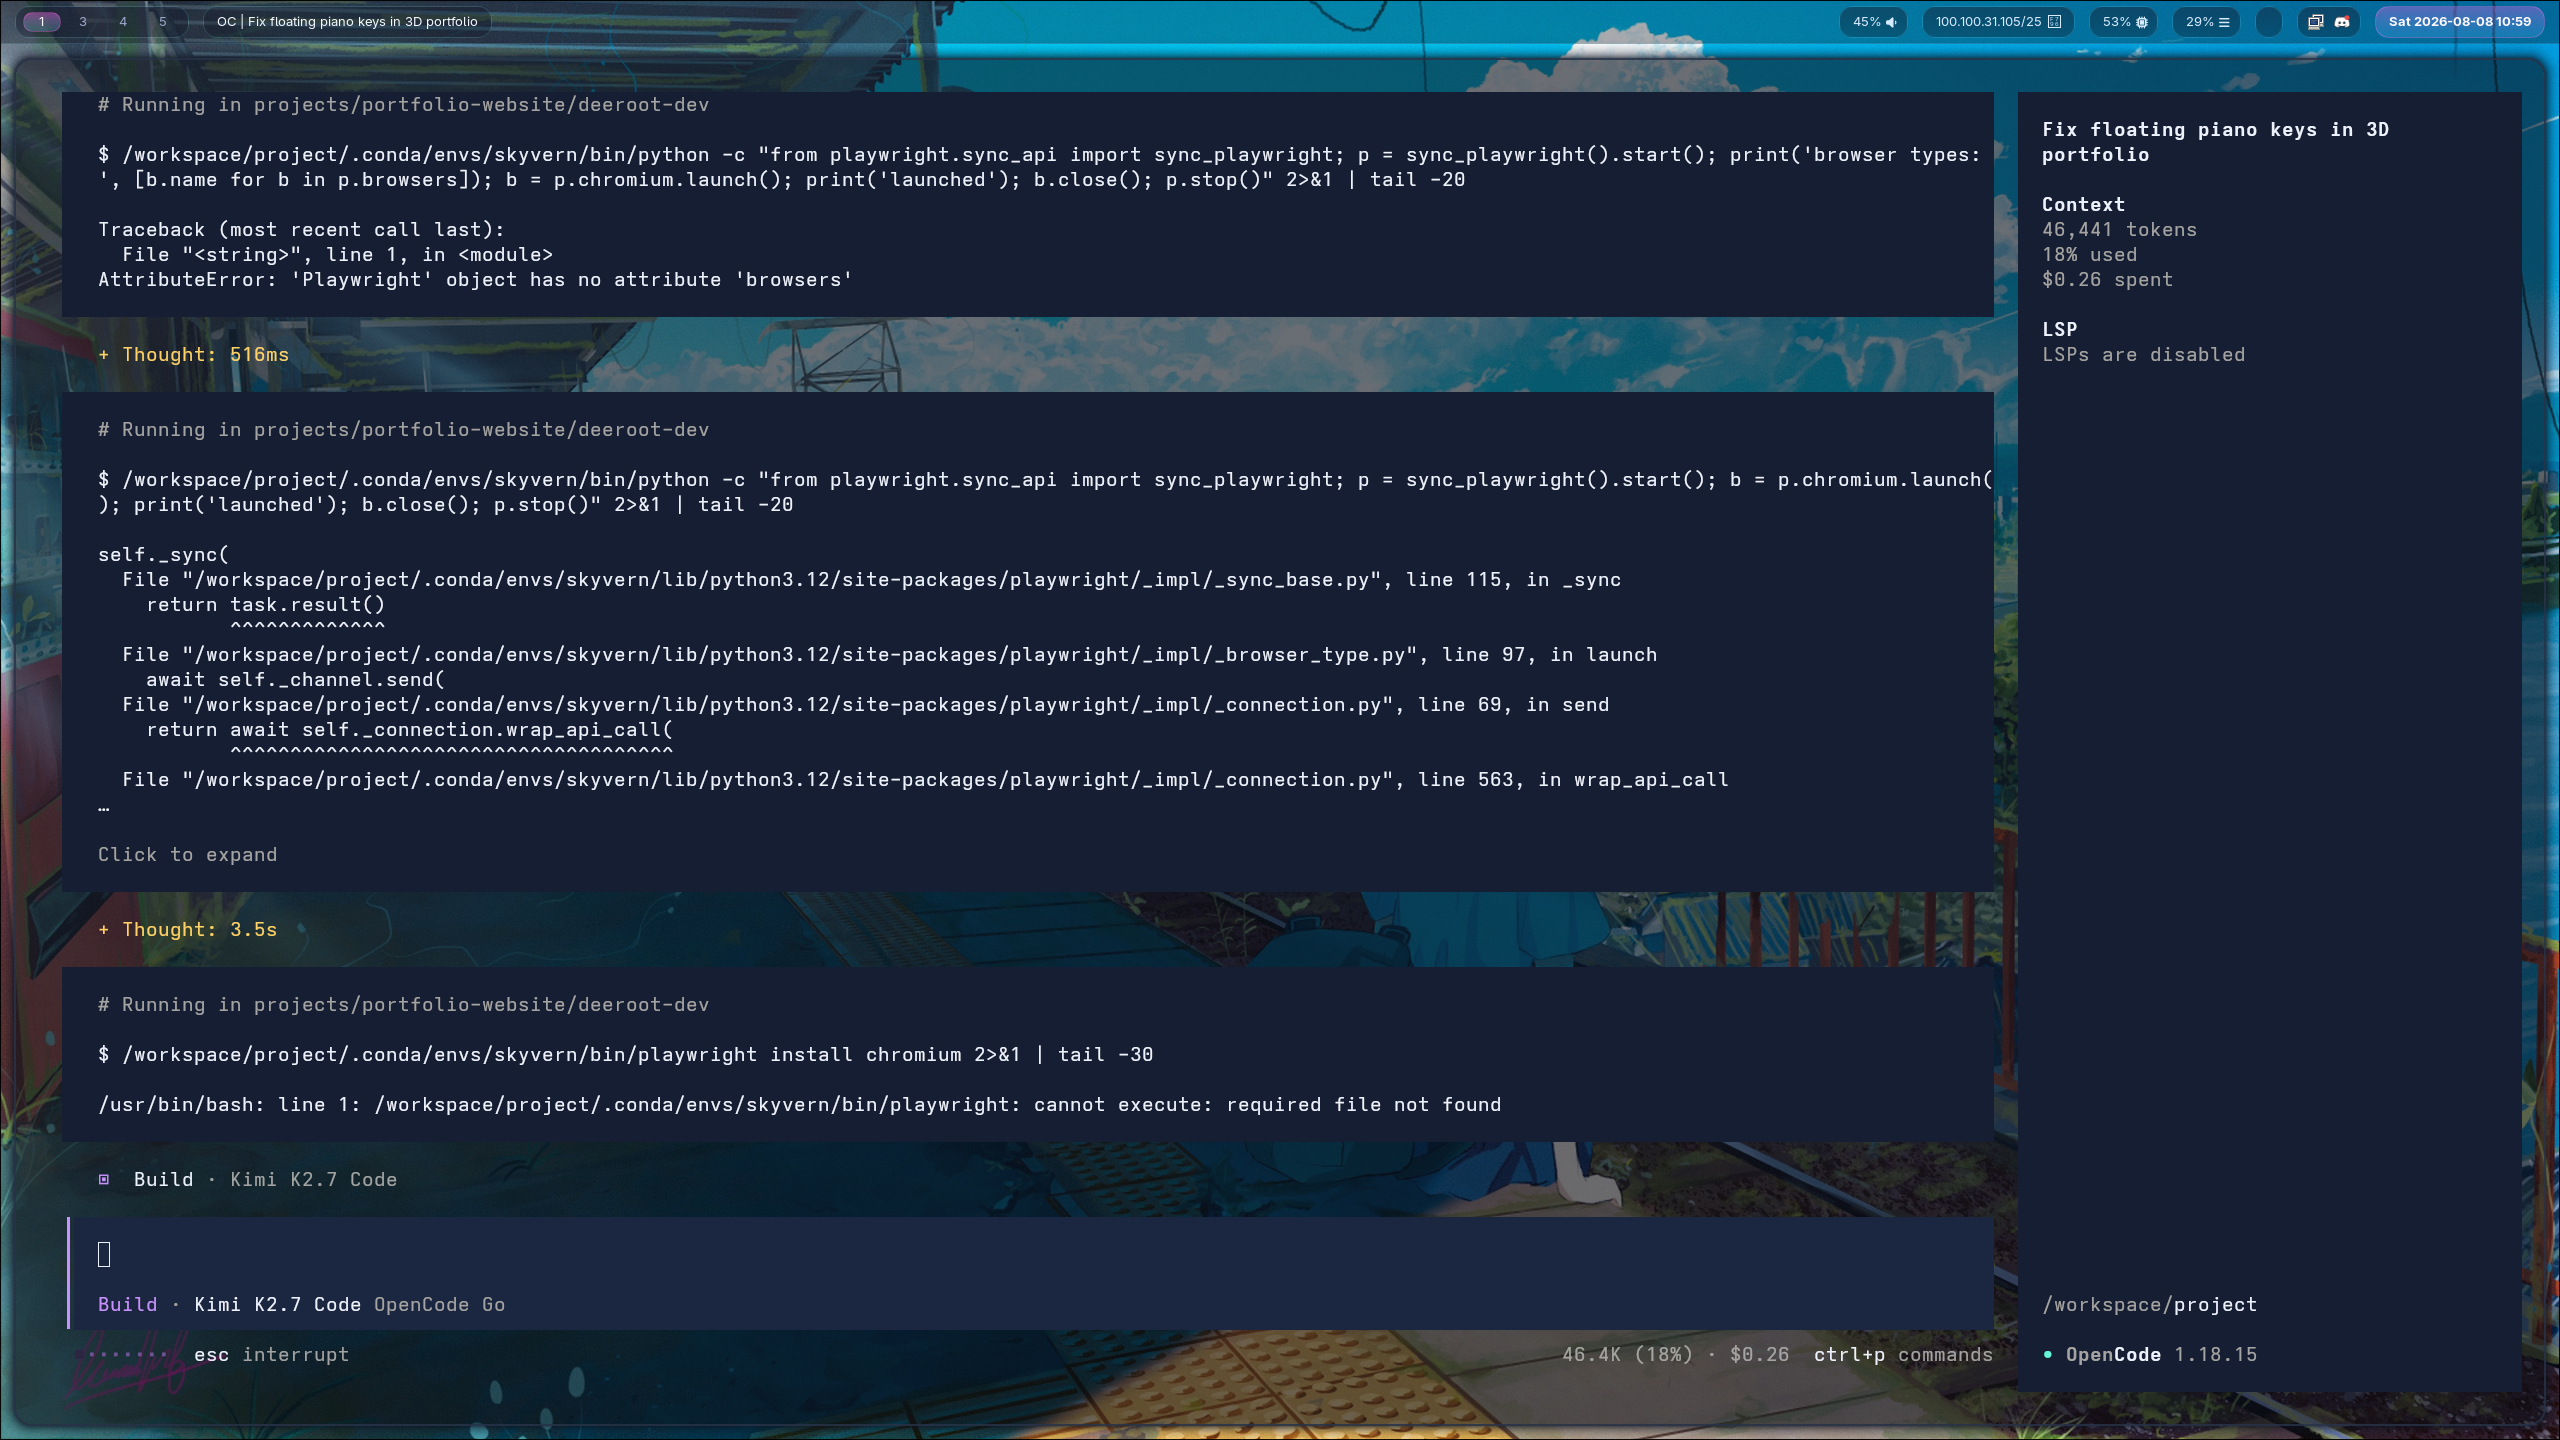 1 3 4 5 OC | Fix floating piano keys in 3D portfolio 45% 100.100.31.105/25 53% 29% Sat 2026-08-08 10:59
# Running in projects/portfolio-website/deeroot-dev
$ /workspace/project/.conda/envs/skyvern/bin/python -c "from playwright.sync_api import sync_playwright; p = sync_playwright().start(); print('browser types:
', [b.name for b in p.browsers]); b = p.chromium.launch(); print('launched'); b.close(); p.stop()" 2>&1 | tail -20
Traceback (most recent call last):
  File "<string>", line 1, in <module>
AttributeError: 'Playwright' object has no attribute 'browsers'
+ Thought: 516ms
# Running in projects/portfolio-website/deeroot-dev
$ /workspace/project/.conda/envs/skyvern/bin/python -c "from playwright.sync_api import sync_playwright; p = sync_playwright().start(); b = p.chromium.launch(
); print('launched'); b.close(); p.stop()" 2>&1 | tail -20
self._sync(
  File "/workspace/project/.conda/envs/skyvern/lib/python3.12/site-packages/playwright/_impl/_sync_base.py", line 115, in _sync
    return task.result()
           ^^^^^^^^^^^^^
  File "/workspace/project/.conda/envs/skyvern/lib/python3.12/site-packages/playwright/_impl/_browser_type.py", line 97, in launch
    await self._channel.send(
  File "/workspace/project/.conda/envs/skyvern/lib/python3.12/site-packages/playwright/_impl/_connection.py", line 69, in send
    return await self._connection.wrap_api_call(
           ^^^^^^^^^^^^^^^^^^^^^^^^^^^^^^^^^^^^^
  File "/workspace/project/.conda/envs/skyvern/lib/python3.12/site-packages/playwright/_impl/_connection.py", line 563, in wrap_api_call
…
Click to expand
+ Thought: 3.5s
# Running in projects/portfolio-website/deeroot-dev
$ /workspace/project/.conda/envs/skyvern/bin/playwright install chromium 2>&1 | tail -30
/usr/bin/bash: line 1: /workspace/project/.conda/envs/skyvern/bin/playwright: cannot execute: required file not found
Build · Kimi K2.7 Code
Build · Kimi K2.7 Code OpenCode Go
esc interrupt 46.4K (18%) · $0.26 ctrl+p commands
Fix floating piano keys in 3D
portfolio
Context
46,441 tokens
18% used
$0.26 spent
LSP
LSPs are disabled
/workspace/project
• OpenCode 1.18.15